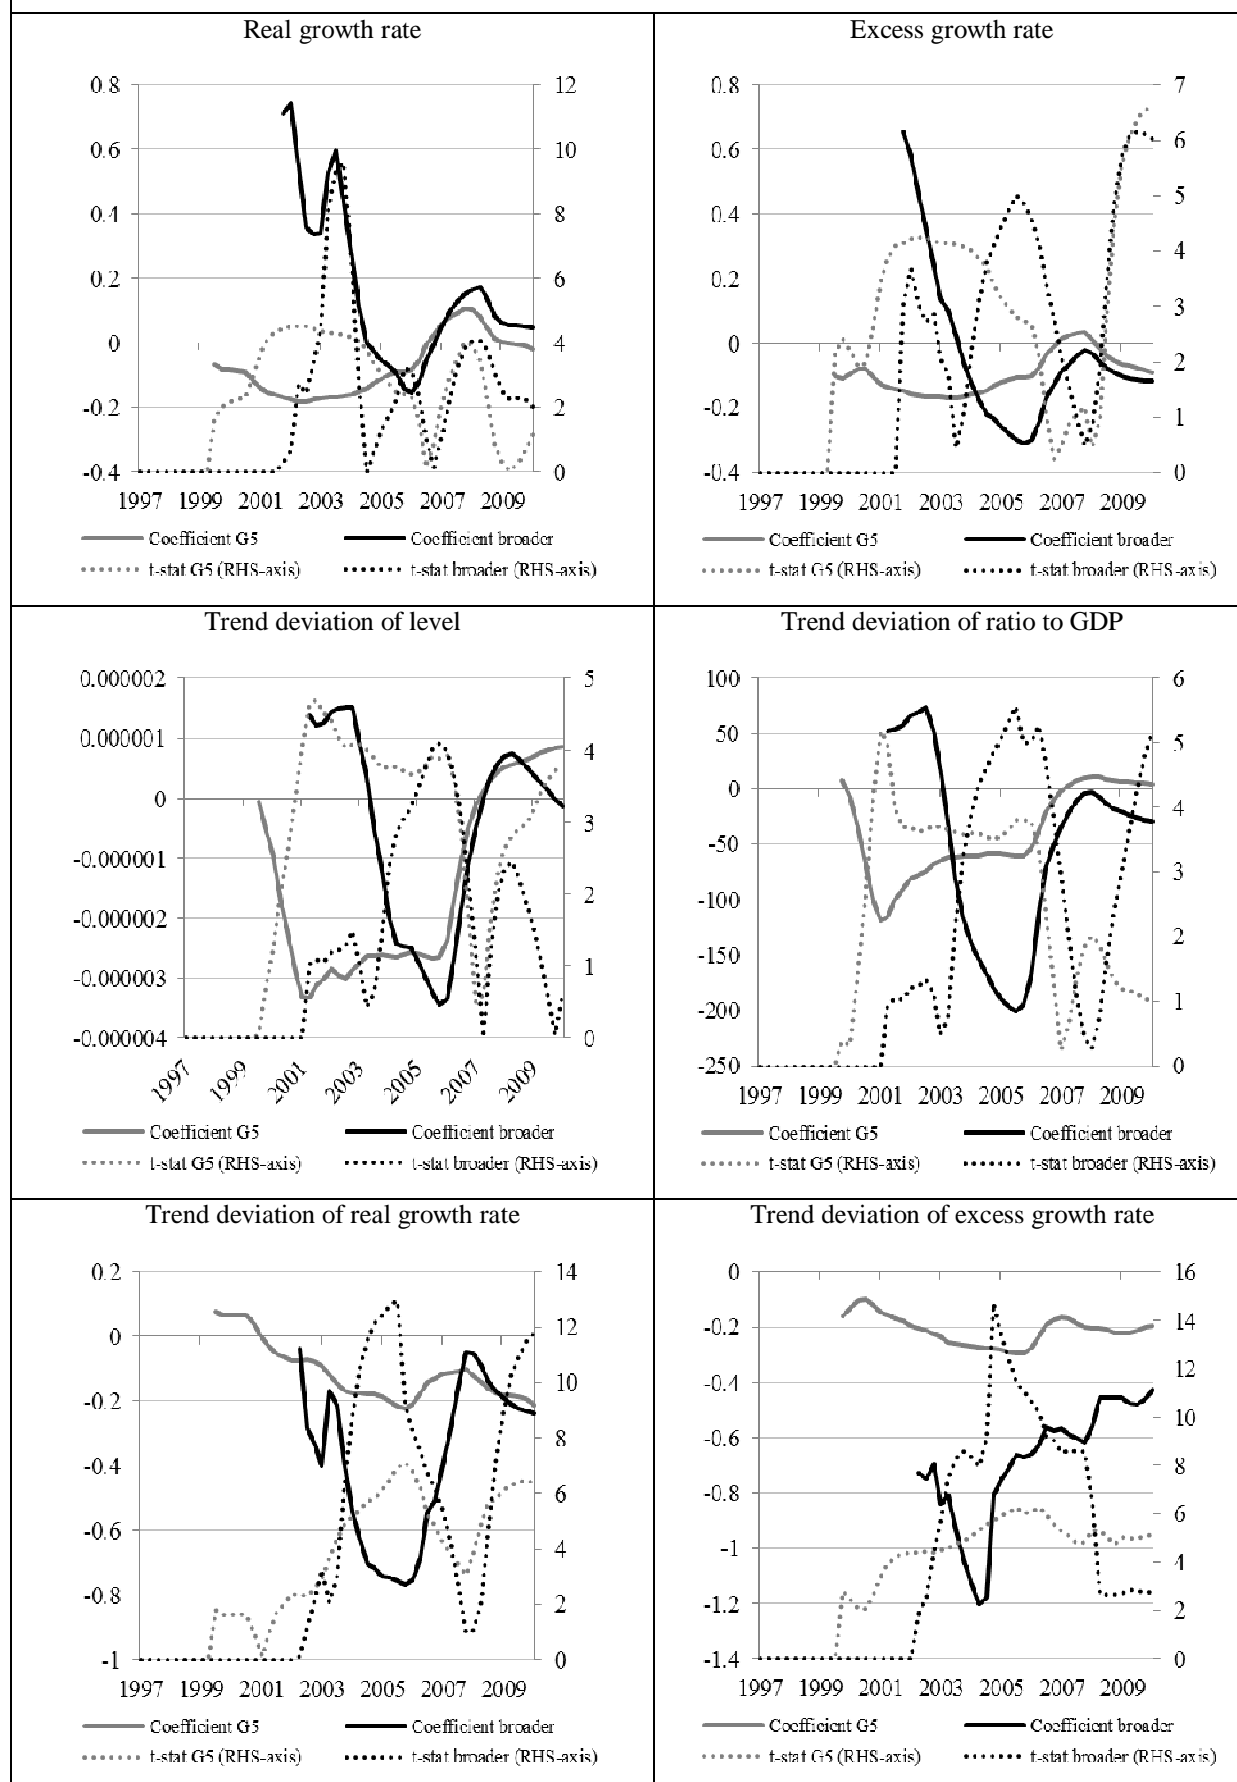 Real growth rate
0.8
0.6
0.4
0.2
0
-0.2
-0.4
12
10
8
6
4
2
0
1997 1999 2001 2003 2005 2007 2009
Coefficient G5
Coefficient broader
t-stat G5 (RHS-axis)
t-stat broader (RHS-axis)
Excess growth rate
0.8
0.6
0.4
0.2
0
-0.2
-0.4
7
6
5
4
3
2
1
0
1997 1999 2001 2003 2005 2007 2009
Coefficient G5
Coefficient broader
t-stat G5 (RHS-axis)
t-stat broader (RHS-axis)
Trend deviation of level
0.000002
0.000001
0
-0.000001
-0.000002
-0.000003
-0.000004
5
4
3
2
1
0
1997 1999 2001 2003 2005 2007 2009
Coefficient G5
Coefficient broader
t-stat G5 (RHS-axis)
t-stat broader (RHS-axis)
Trend deviation of ratio to GDP
100
50
0
-50
-100
-150
-200
-250
6
5
4
3
2
1
0
1997 1999 2001 2003 2005 2007 2009
Coefficient G5
Coefficient broader
t-stat G5 (RHS-axis)
t-stat broader (RHS-axis)
Trend deviation of real growth rate
0.2
0
-0.2
-0.4
-0.6
-0.8
-1
14
12
10
8
6
4
2
0
1997 1999 2001 2003 2005 2007 2009
Coefficient G5
Coefficient broader
t-stat G5 (RHS-axis)
t-stat broader (RHS-axis)
Trend deviation of excess growth rate
0
-0.2
-0.4
-0.6
-0.8
-1
-1.2
-1.4
16
14
12
10
8
6
4
2
0
1997 1999 2001 2003 2005 2007 2009
Coefficient G5
Coefficient broader
t-stat G5 (RHS-axis)
t-stat broader (RHS-axis)